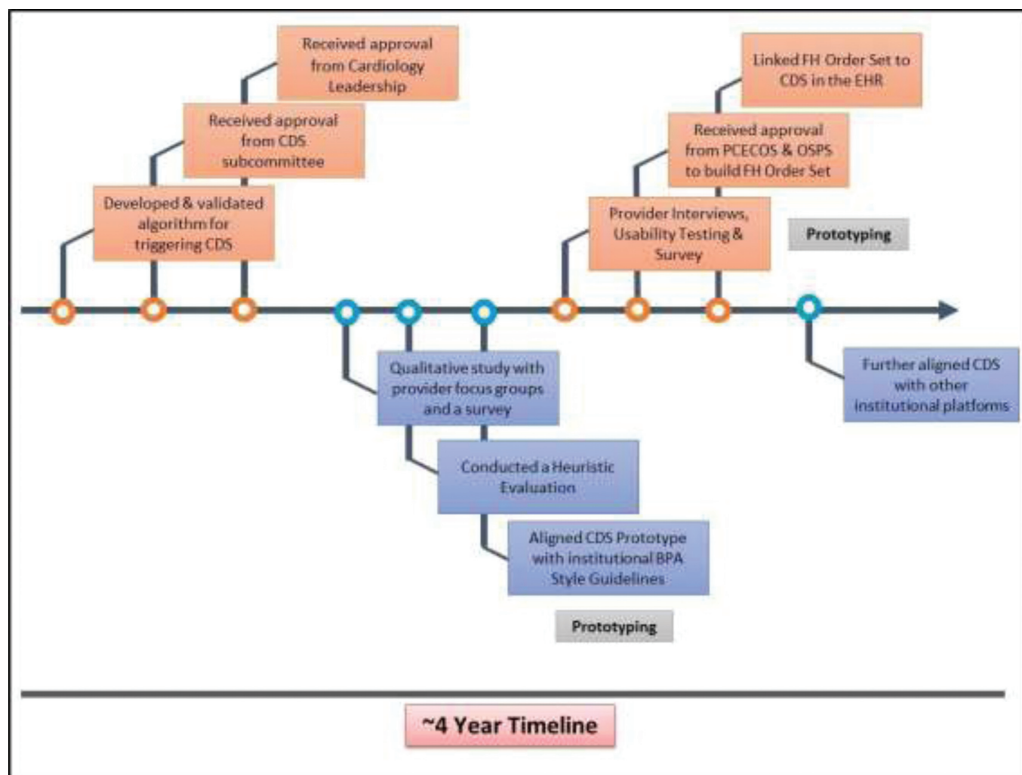 Received approval
from Cardiology
Leadership
Received approval
from CDS
subcommittee
Developed & validated
algorithm for
triggering CDS
Linked FH Order Set to
CDS in the EHR
Received approval
from PCECOS & OSPS
to build FH Order Set
Provider Interviews,
Usability Testing &
Survey
Prototyping
Qualitative study with
provider focus groups
and a survey
Conducted a Heuristic
Evaluation
Aligned CDS Prototype
with institutional BPA
Style Guidelines
Prototyping
Further aligned CDS
with other
institutional platforms
~4 Year Timeline